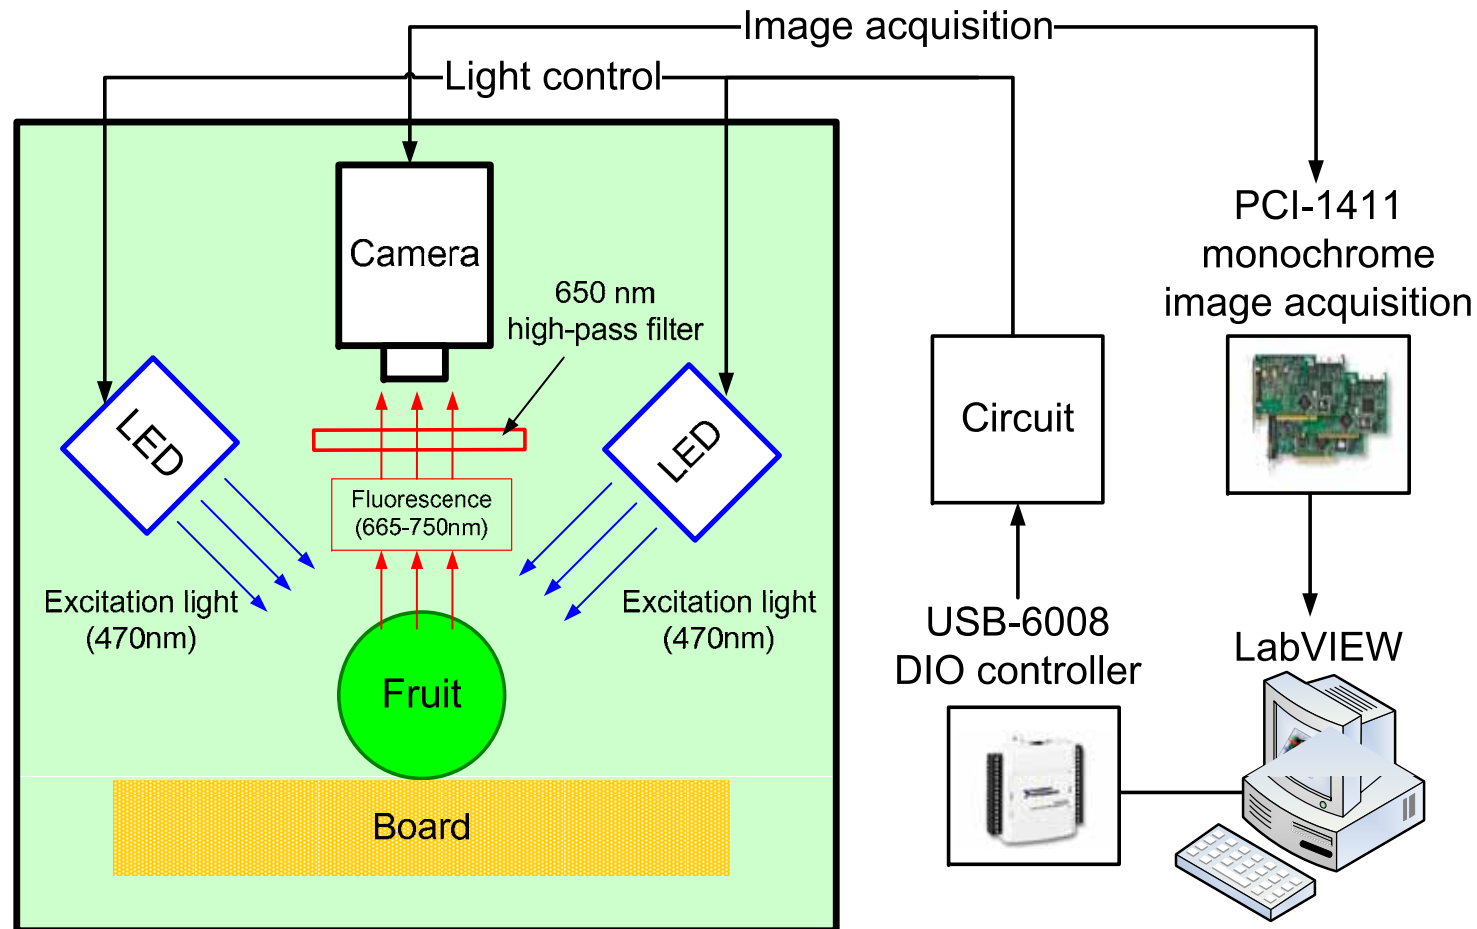 Image acquisition
Light control
Camera
650 nm
high-pass filter
LED
LED
Fluorescence
(665-750nm)
Excitation light
(470nm)
Excitation light
(470nm)
Fruit
Board
Circuit
USB-6008
DIO controller
PCI-1411
monochrome
image acquisition
LabVIEW